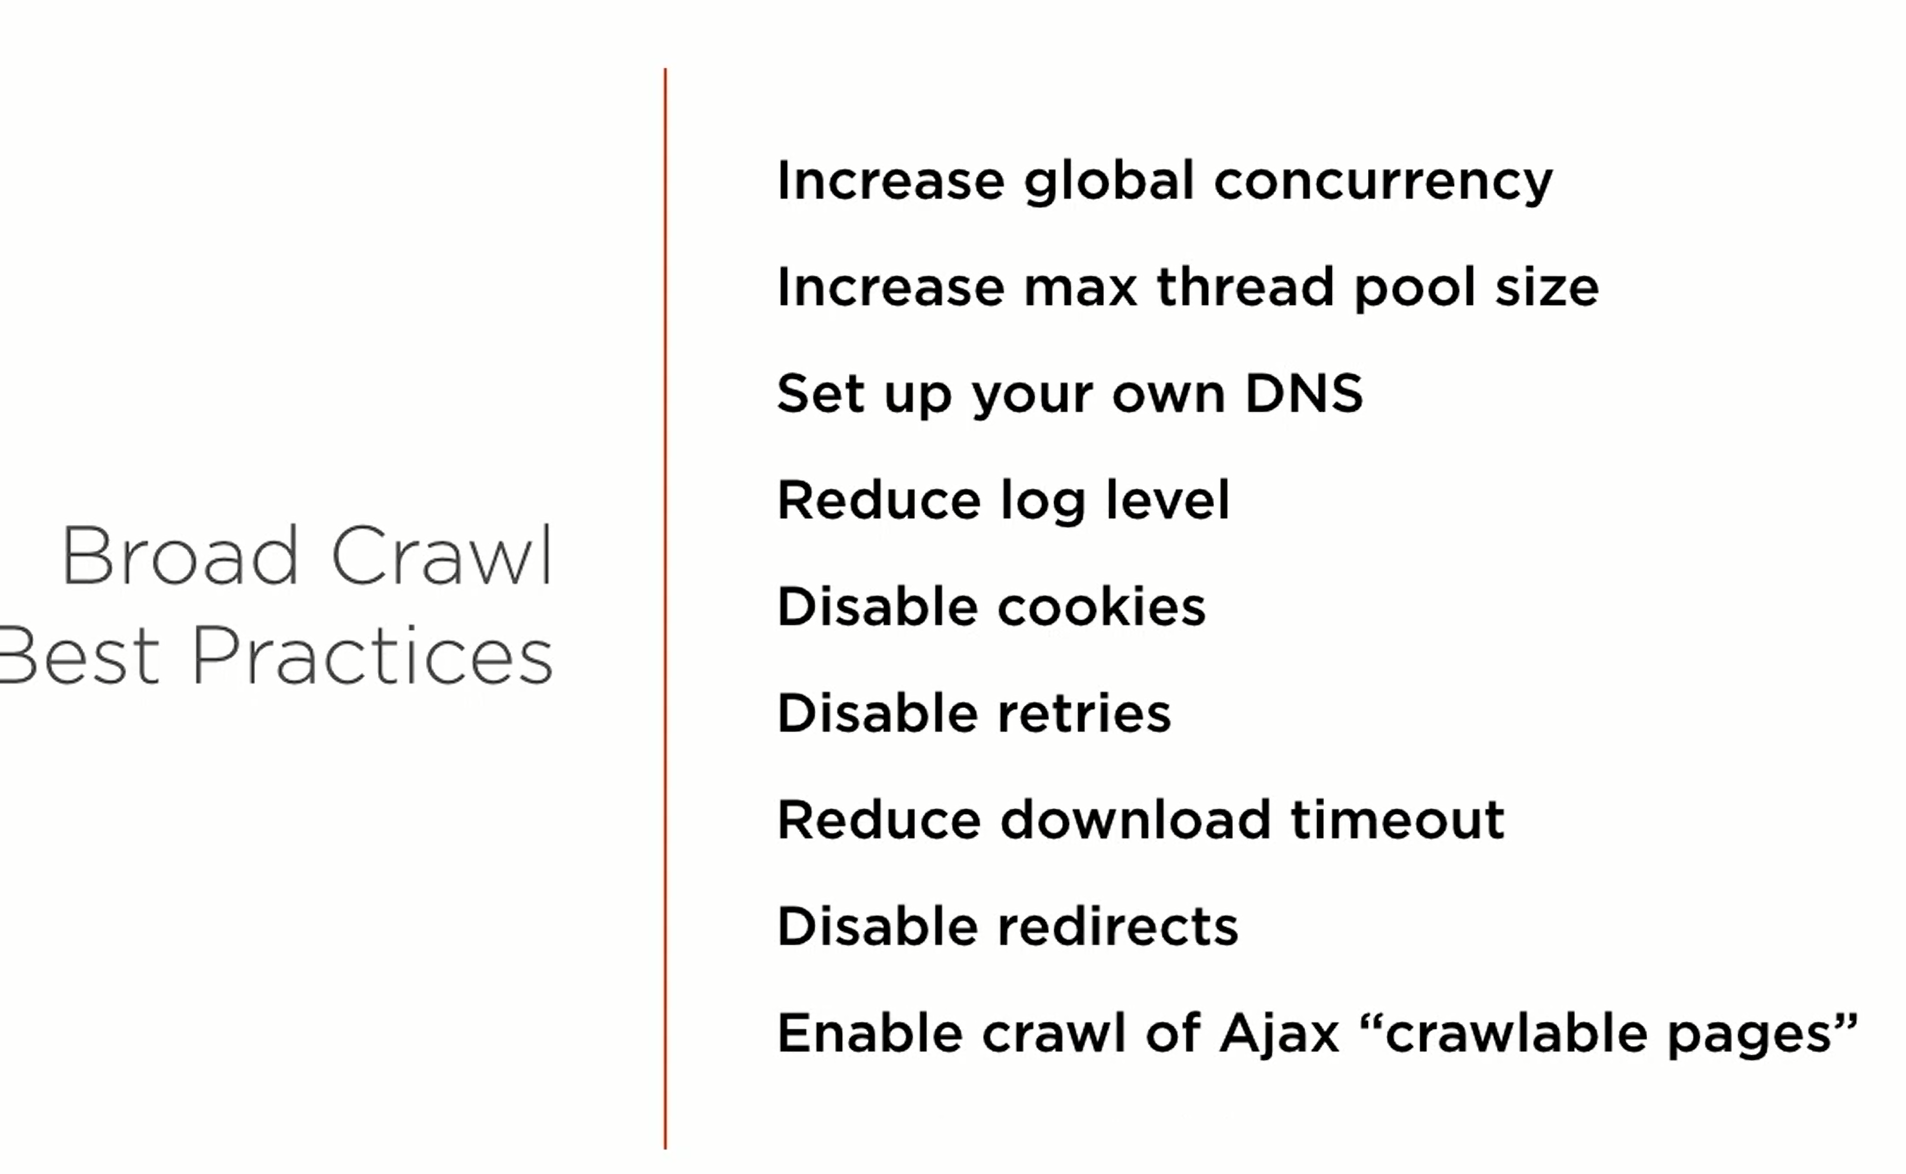 Broad Crawl
Best Practices
Increase global concurrency
Increase max thread pool size
Set up your own DNS
Reduce log level
Disable cookies
Disable retries
Reduce download timeout
Disable redirects
Enable crawl of Ajax “crawlable pages”